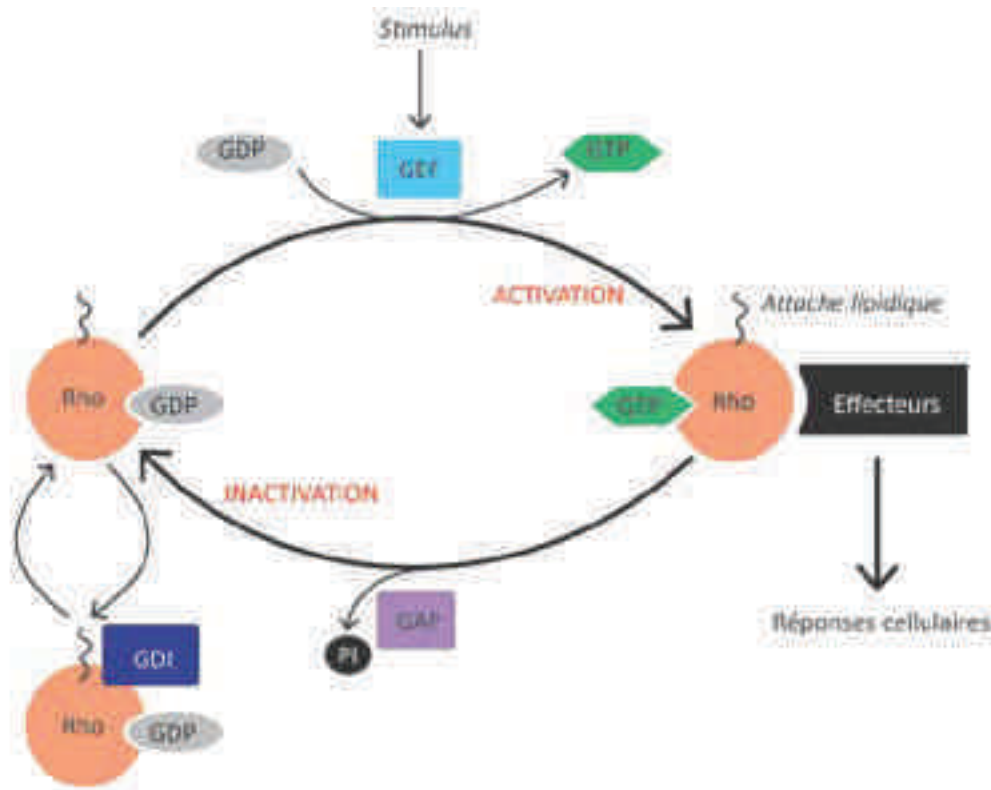 Stimulus
GDP
GEF
GTP
ACTIVATION
Attache lipidique
Rho
GDP
GTP
Rho
Effecteurs
INACTIVATION
GAP
Pi
Réponses cellulaires
GDI
Rho
GDP